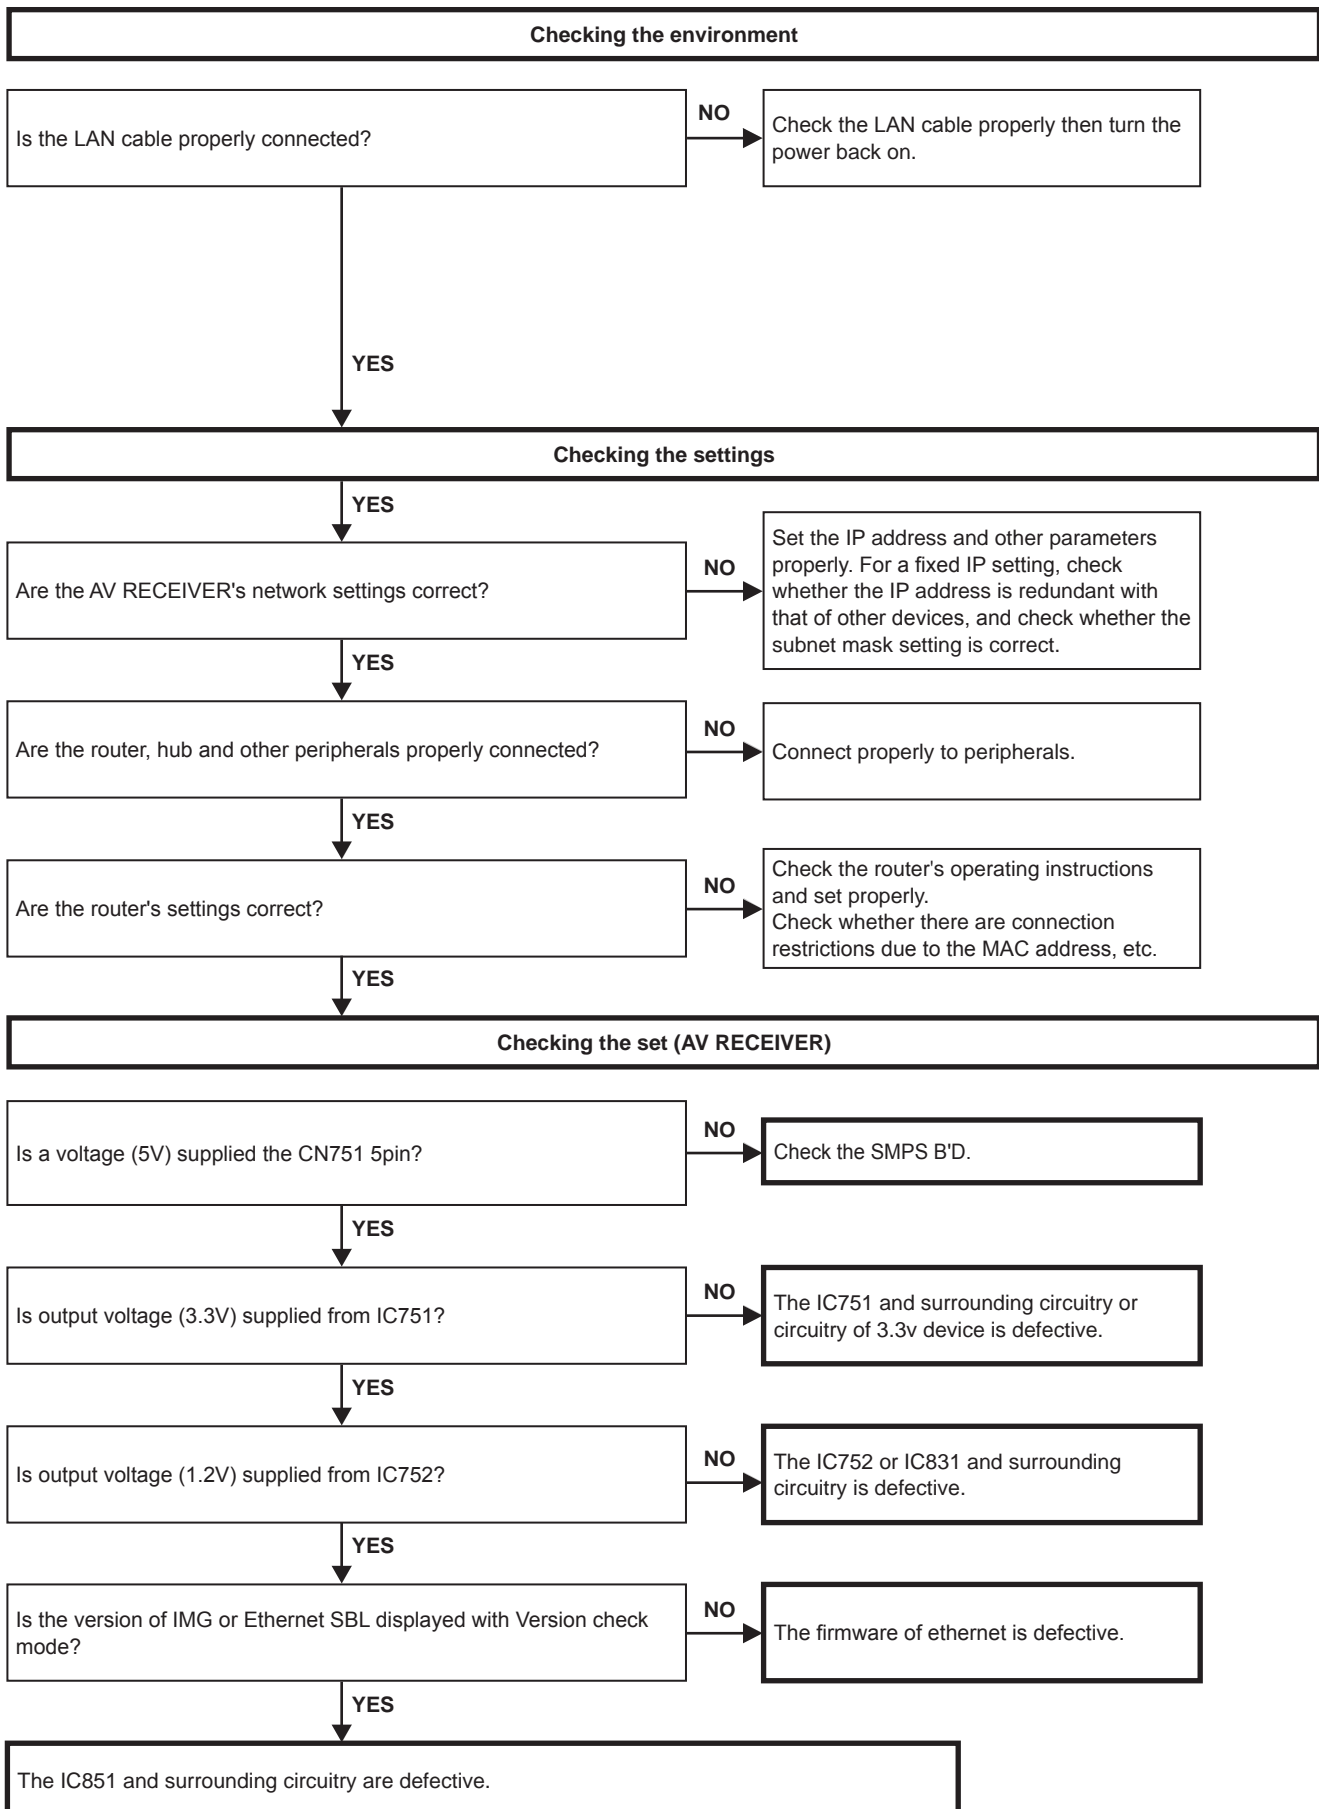 Checking the environment
Is the LAN cable properly connected?
NO
Check the LAN cable properly then turn the
power back on.
YES
Checking the settings
YES
Are the AV RECEIVER's network settings correct?
NO
Set the IP address and other parameters
properly. For a fixed IP setting, check
whether the IP address is redundant with
that of other devices, and check whether the
subnet mask setting is correct.
YES
Are the router, hub and other peripherals properly connected?
NO
Connect properly to peripherals.
YES
Are the router's settings correct?
NO
Check the router's operating instructions
and set properly.
Check whether there are connection
restrictions due to the MAC address, etc.
YES
Checking the set (AV RECEIVER)
Is a voltage (5V) supplied the CN751 5pin?
NO
Check the SMPS B'D.
YES
Is output voltage (3.3V) supplied from IC751?
NO
The IC751 and surrounding circuitry or
circuitry of 3.3v device is defective.
YES
Is output voltage (1.2V) supplied from IC752?
NO
The IC752 or IC831 and surrounding
circuitry is defective.
YES
Is the version of IMG or Ethernet SBL displayed with Version check
mode?
NO
The firmware of ethernet is defective.
YES
The IC851 and surrounding circuitry are defective.